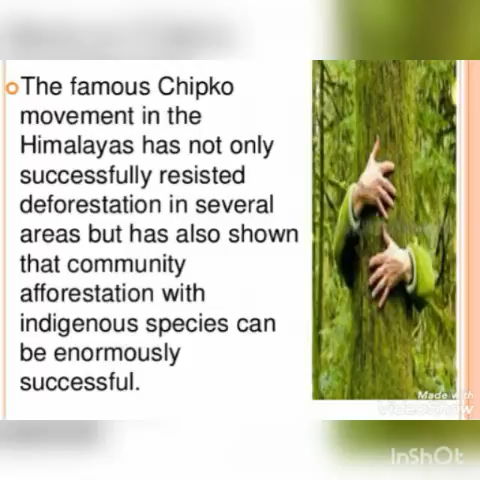 The famous Chipko
movement in the
Himalayas has not only
successfully resisted
deforestation in several
areas but has also shown
that community
afforestation with
indigenous species can
be enormously
successful.
Made with
InShOt